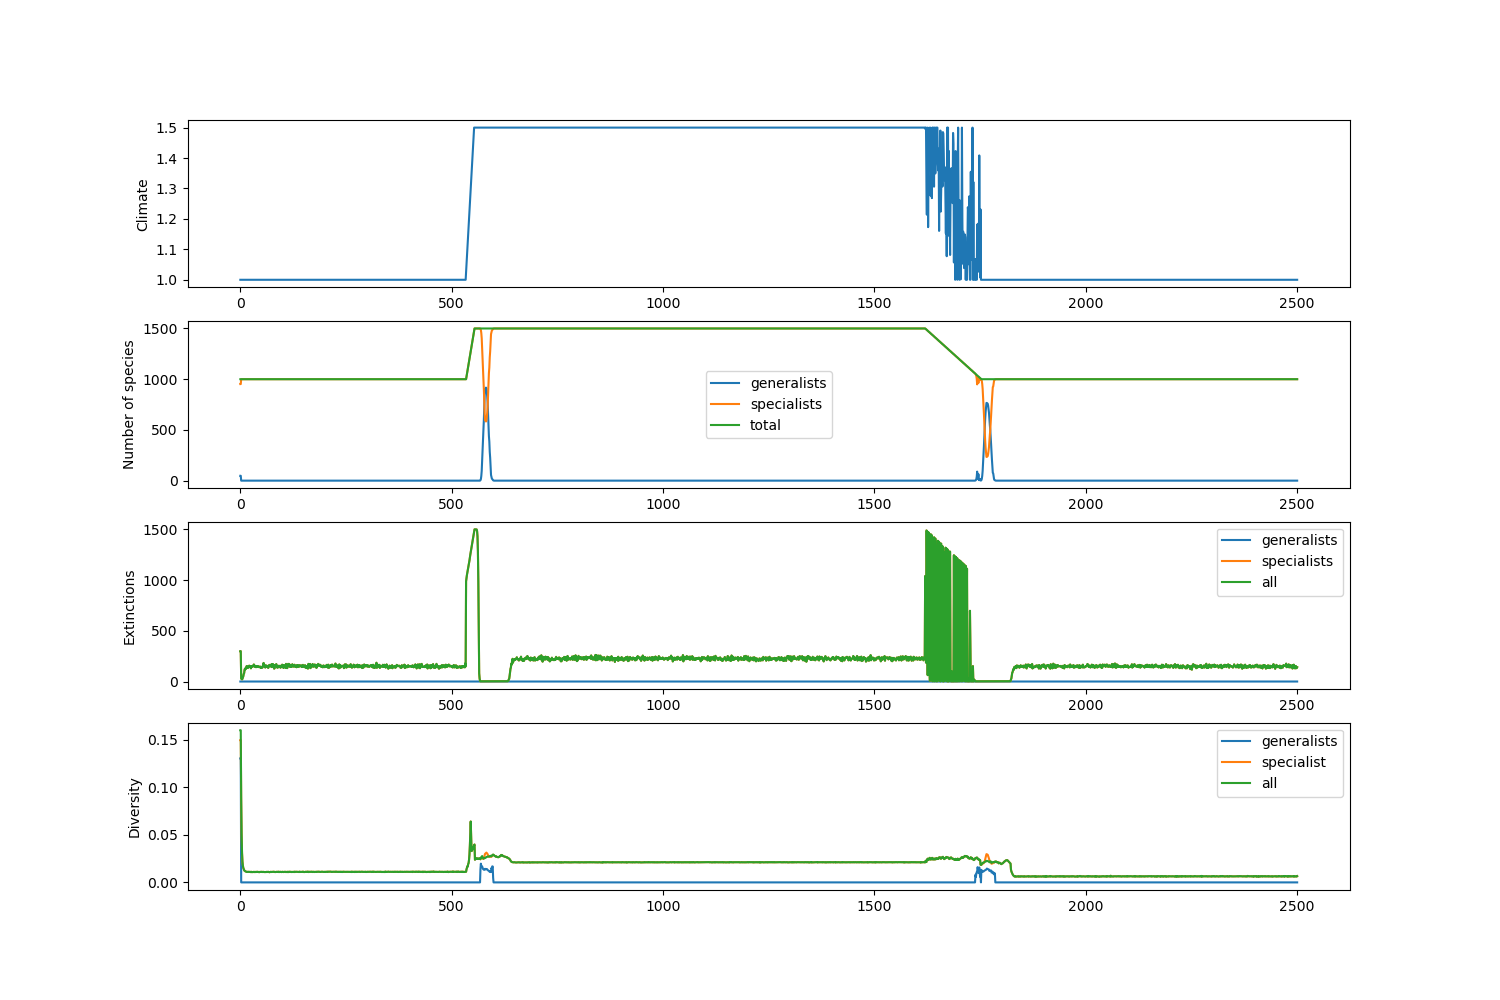 Climate
1.5
1.4
1.3
1.2
1.1
1.0
0 500 1000 1500 2000 2500
Number of species
1500
1000
500
0
generalists
specialists
total
0 500 1000 1500 2000 2500
Extinctions
1500
1000
500
0
generalists
specialists
all
0 500 1000 1500 2000 2500
Diversity
0.15
0.10
0.05
0.00
generalists
specialist
all
0 500 1000 1500 2000 2500